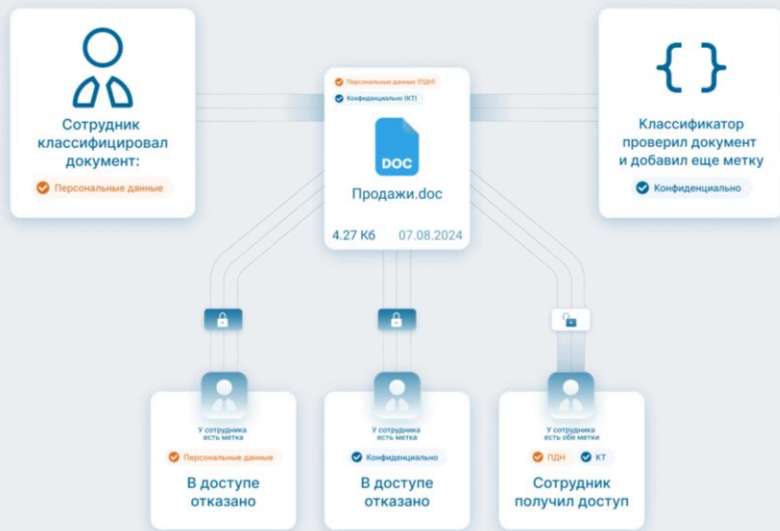 Сотрудник
классифицировал
документ:
Персональные данные
Персональные данные (ПДН)
Конфиденциально (КТ)
DOC
Продажи.doc
4.27 Кб 07.08.2024
Классификатор
проверил документ
и добавил еще метку
Конфиденциально
У сотрудника
есть метка
Персональные данные
В доступе
отказано
У сотрудника
есть метка
Конфиденциально
В доступе
отказано
У сотрудника
есть обе метки
ПДН КТ
Сотрудник
получил доступ